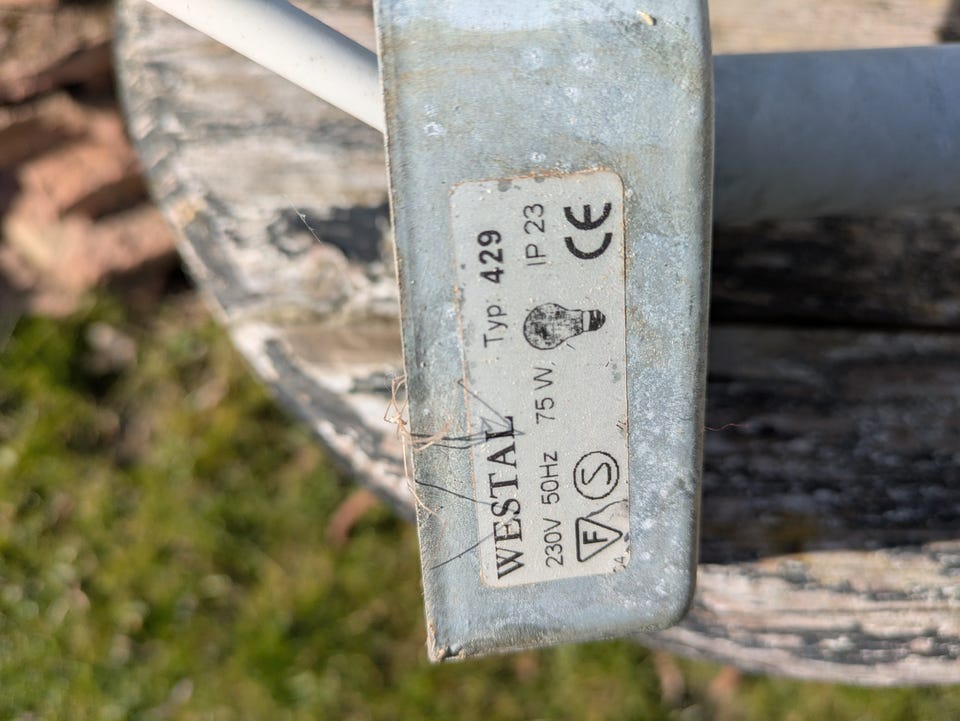 WESTAL Typ: 429
230V 50Hz 75 W. IP 23
F S CE